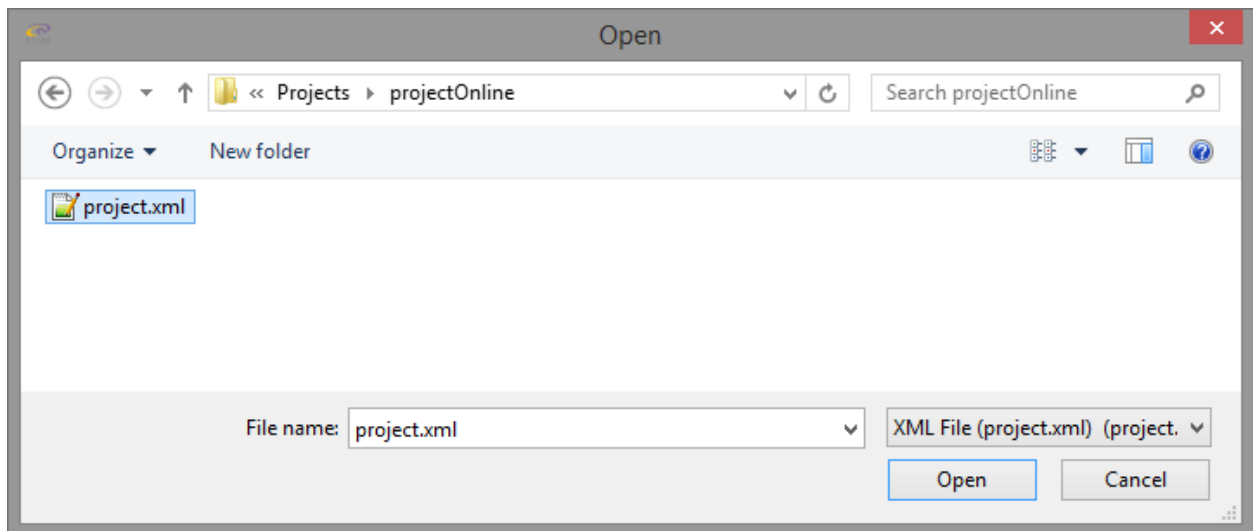 Open
« Projects projectOnline Search projectOnline
Organize New folder
project.xml
File name: project.xml XML File (project.xml) (project.
Open Cancel